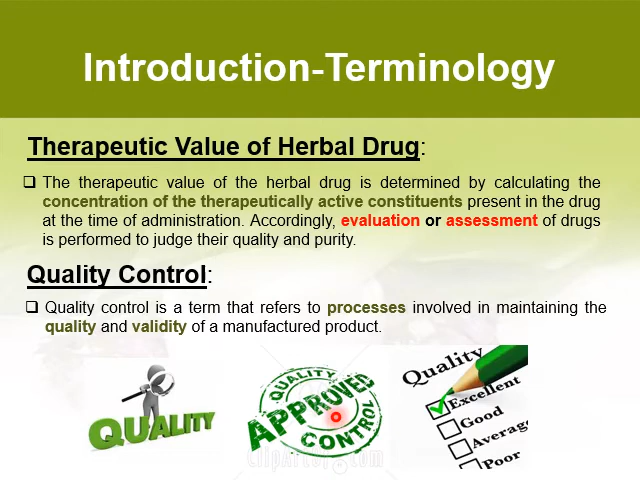 Introduction-Terminology
Therapeutic Value of Herbal Drug:
The therapeutic value of the herbal drug is determined by calculating the
concentration of the therapeutically active constituents present in the drug
at the time of administration. Accordingly, evaluation or assessment of drugs
is performed to judge their quality and purity.
Quality Control:
Quality control is a term that refers to processes involved in maintaining the
quality and validity of a manufactured product.
QUALITY
QUALITY
APPROVED
CONTROL
Quality
Excellent
Good
Average
Poor